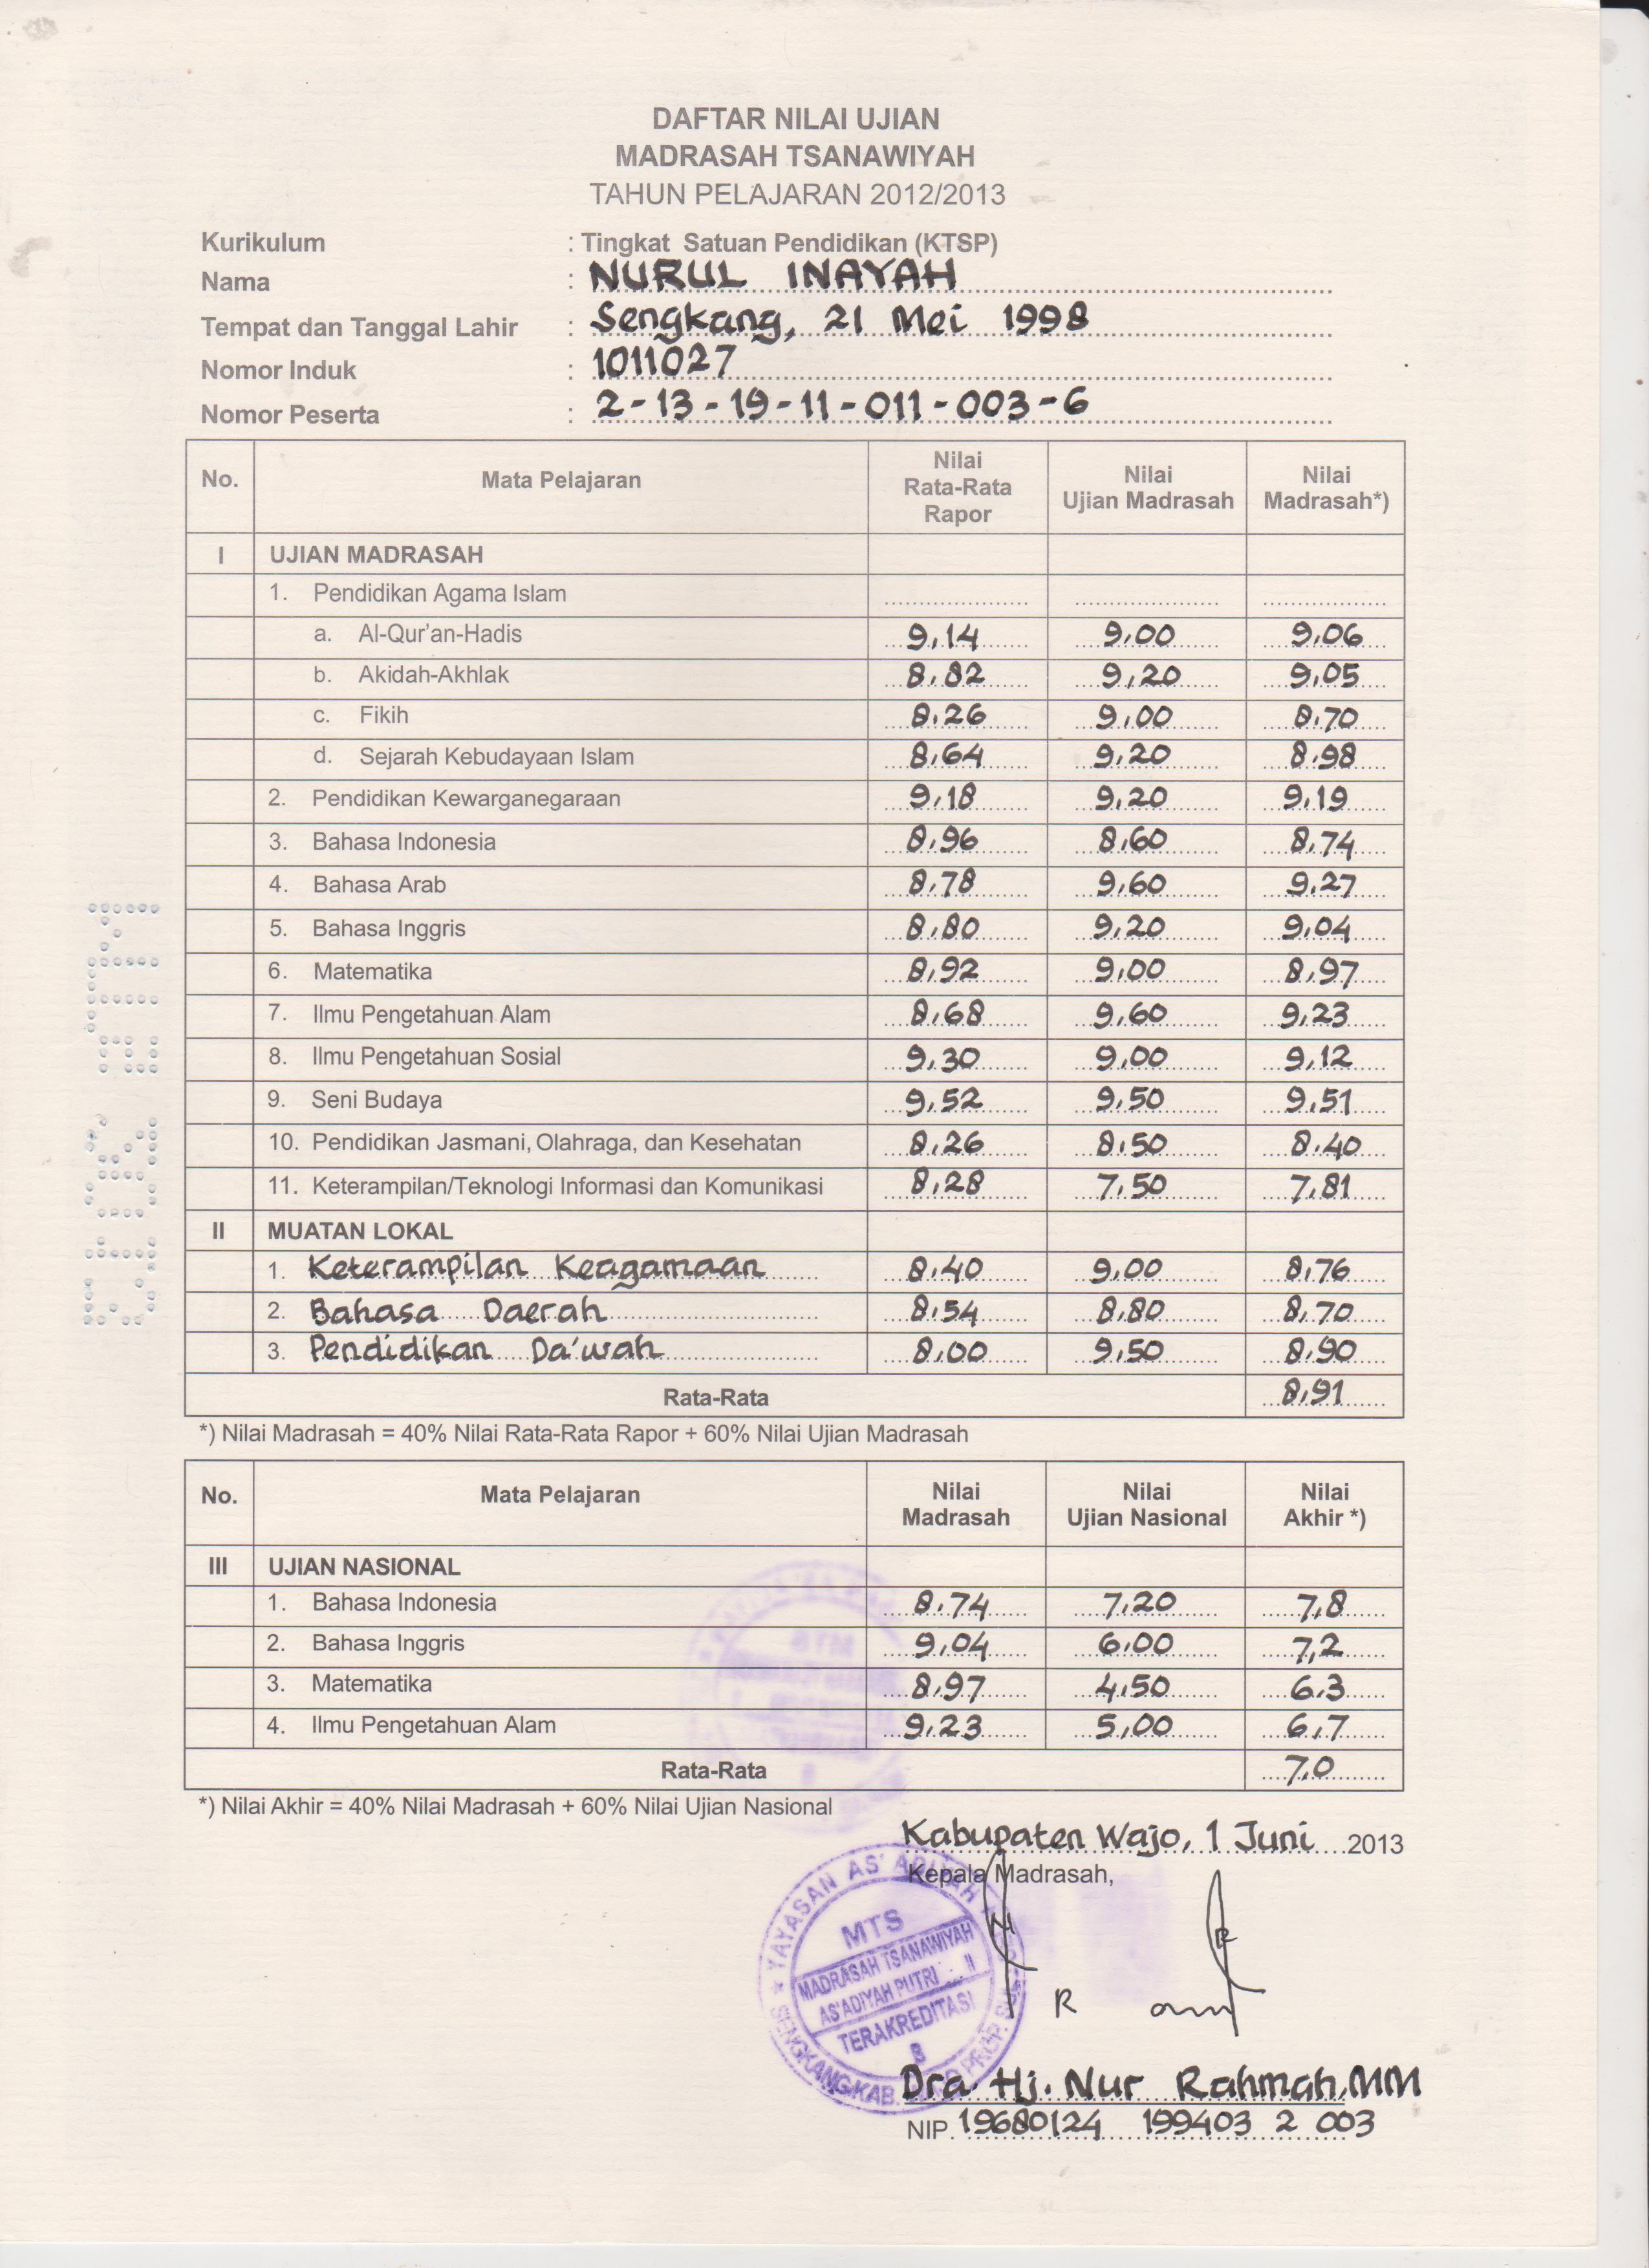 DAFTAR NILAI UJIAN
MADRASAH TSANAWIYAH
TAHUN PELAJARAN 2012/2013
Kurikulum : Tingkat Satuan Pendidikan (KTSP)
Nama : NURUL INAYAH
Tempat dan Tanggal Lahir : Sengkang, 21 Mei 1998
Nomor Induk : 1011027
Nomor Peserta : 2-13-19-11-011-003-6
No. Mata Pelajaran Nilai Rata-Rata Rapor Nilai Ujian Madrasah Nilai Madrasah*)
I UJIAN MADRASAH
1. Pendidikan Agama Islam
a. Al-Qur'an-Hadis 9,14 9,00 9,06
b. Akidah-Akhlak 8,82 9,20 9,05
c. Fikih 8,26 9,00 8,70
d. Sejarah Kebudayaan Islam 8,64 9,20 8,98
2. Pendidikan Kewarganegaraan 9,18 9,20 9,19
3. Bahasa Indonesia 8,96 8,60 8,74
4. Bahasa Arab 8,78 9,60 9,27
5. Bahasa Inggris 8,80 9,20 9,04
6. Matematika 8,92 9,00 8,97
7. Ilmu Pengetahuan Alam 8,68 9,60 9,23
8. Ilmu Pengetahuan Sosial 9,30 9,00 9,12
9. Seni Budaya 9,52 9,50 9,51
10. Pendidikan Jasmani, Olahraga, dan Kesehatan 8,26 8,50 8,40
11. Keterampilan/Teknologi Informasi dan Komunikasi 8,28 7,50 7,81
II MUATAN LOKAL
1. Keterampilan Keagamaan 8,40 9,00 8,76
2. Bahasa Daerah 8,54 8,80 8,70
3. Pendidikan Da'wah 8,00 9,50 8,90
Rata-Rata 8,91
*) Nilai Madrasah = 40% Nilai Rata-Rata Rapor + 60% Nilai Ujian Madrasah
No. Mata Pelajaran Nilai Madrasah Nilai Ujian Nasional Nilai Akhir *)
III UJIAN NASIONAL
1. Bahasa Indonesia 8,74 7,20 7,8
2. Bahasa Inggris 9,04 6,00 7,2
3. Matematika 8,97 4,50 6,3
4. Ilmu Pengetahuan Alam 9,23 5,00 6,7
Rata-Rata 7,0
*) Nilai Akhir = 40% Nilai Madrasah + 60% Nilai Ujian Nasional
Kabupaten Wajo, 1 Juni 2013
Kepala Madrasah,
YAYASAN AS'ADIYAH
MTS
MADRASAH TSANAWIYAH
AS'ADIYAH PUTRI II
TERAKREDITASI
B
SENGKANG KAB.
Dra. Hj. Nur Rahmah, MM
NIP. 19680124 199403 2 003